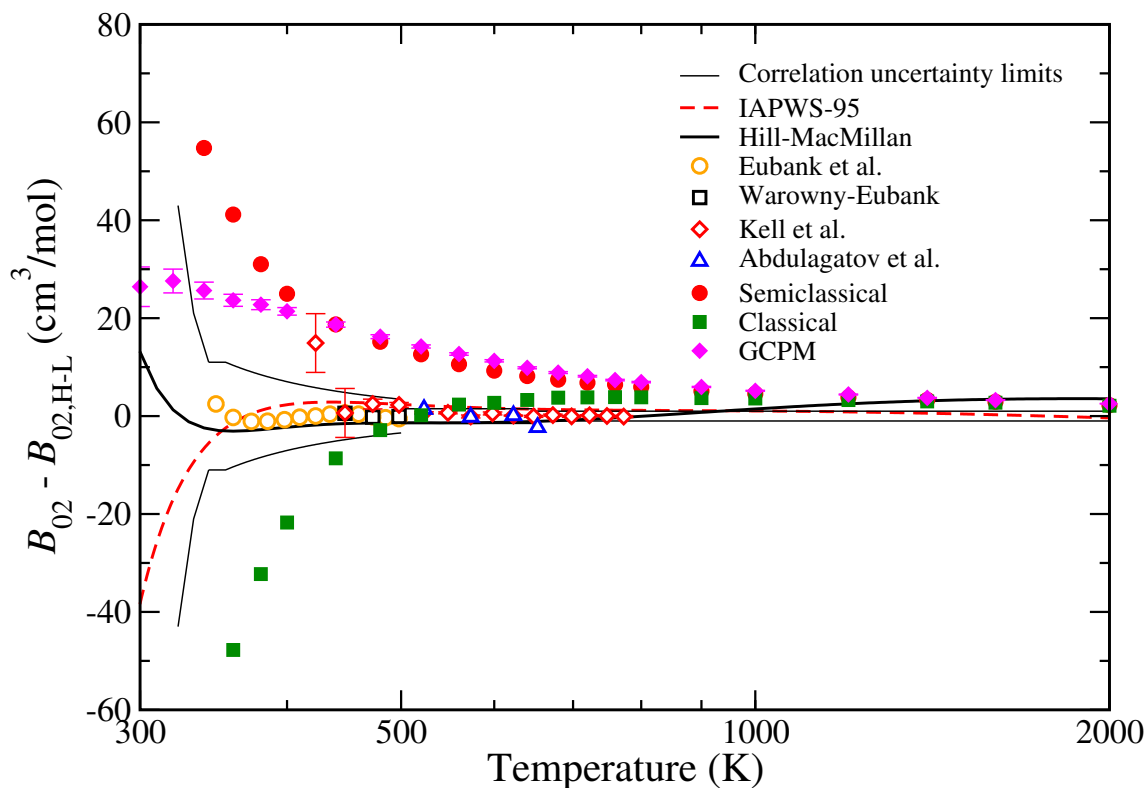 80
60
40
20
0
-20
-40
-60
B02 - B02,H-L (cm3/mol)
Correlation uncertainty limits
IAPWS-95
Hill-MacMillan
Eubank et al.
Warowny-Eubank
Kell et al.
Abdulagatov et al.
Semiclassical
Classical
GCPM
300 500 1000 2000
Temperature (K)